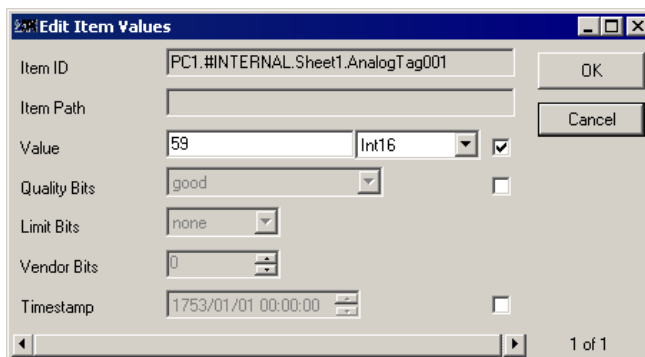 Edit Item Values
Item ID PC1.#INTERNAL.Sheet1.AnalogTag001 OK
Item Path Cancel
Value 59 Int16
Quality Bits good
Limit Bits none
Vendor Bits 0
Timestamp 1753/01/01 00:00:00
1 of 1